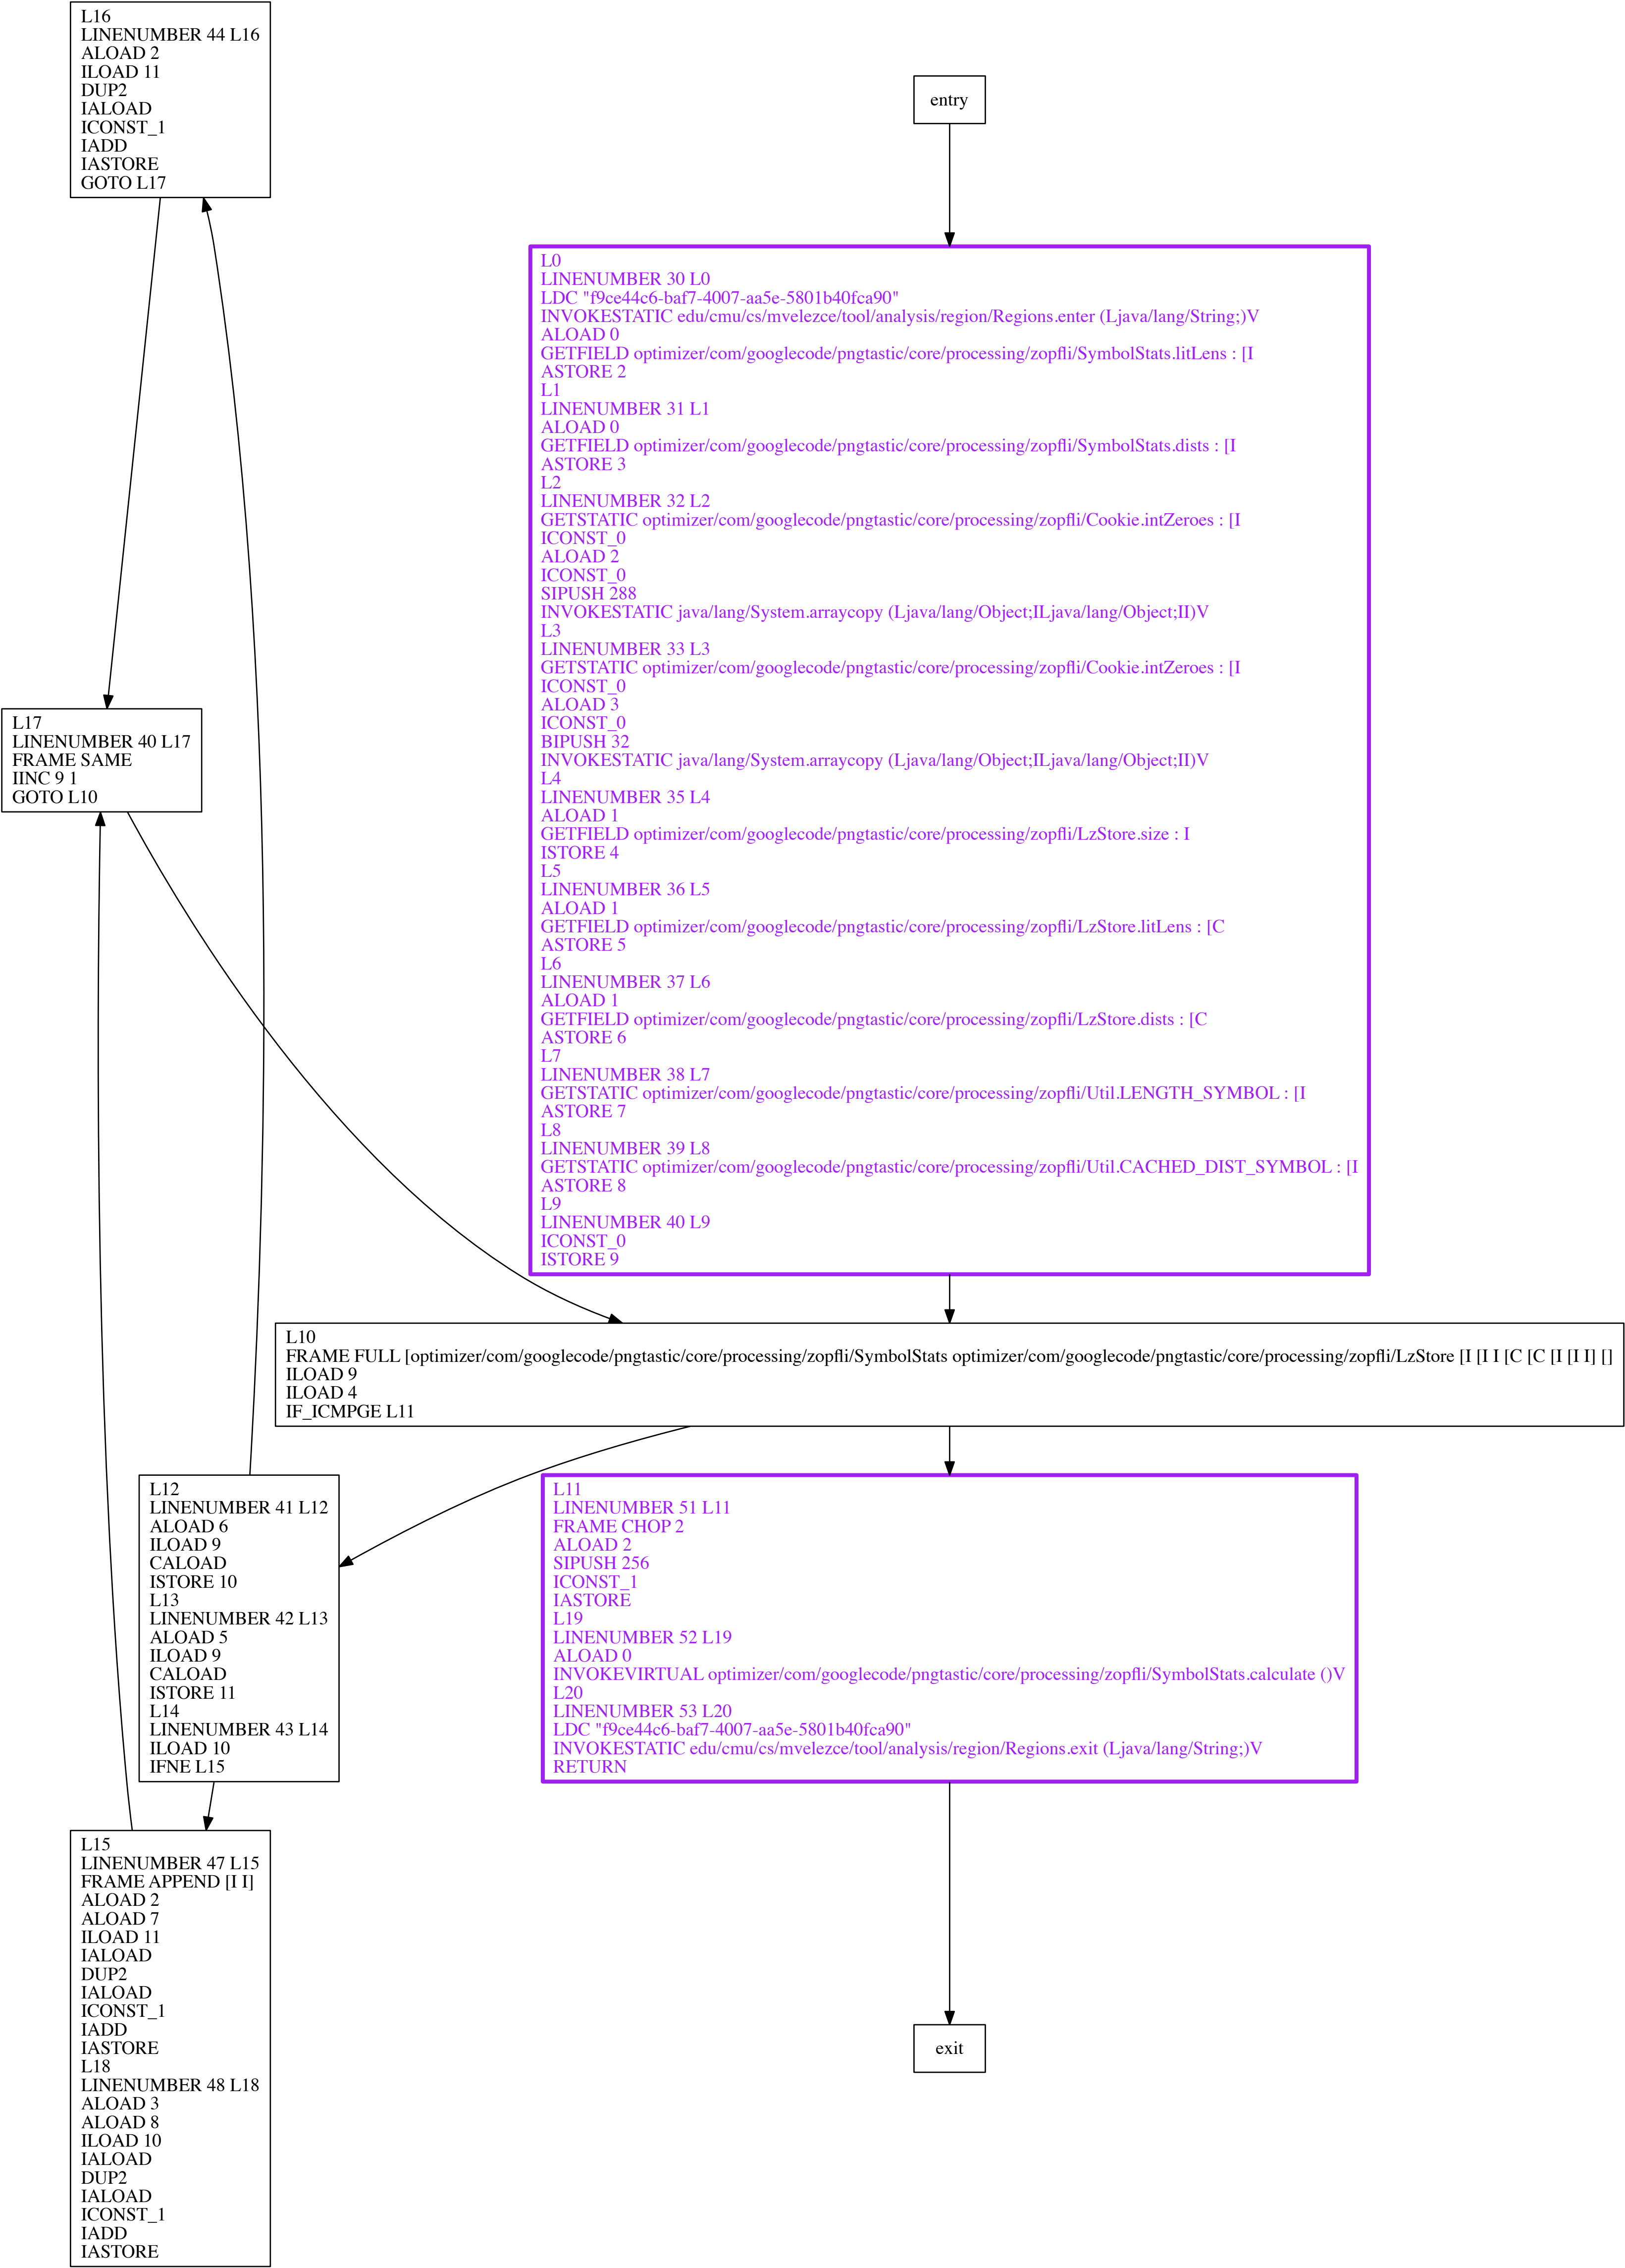 L16
LINENUMBER 44 L16
ALOAD 2
ILOAD 11
DUP2
IALOAD
ICONST_1
IADD
IASTORE
GOTO L17
entry
L0
LINENUMBER 30 L0
LDC "f9ce44c6-baf7-4007-aa5e-5801b40fca90"
INVOKESTATIC edu/cmu/cs/mvelezce/tool/analysis/region/Regions.enter (Ljava/lang/String;)V
ALOAD 0
GETFIELD optimizer/com/googlecode/pngtastic/core/processing/zopfli/SymbolStats.litLens : [I
ASTORE 2
L1
LINENUMBER 31 L1
ALOAD 0
GETFIELD optimizer/com/googlecode/pngtastic/core/processing/zopfli/SymbolStats.dists : [I
ASTORE 3
L2
LINENUMBER 32 L2
GETSTATIC optimizer/com/googlecode/pngtastic/core/processing/zopfli/Cookie.intZeroes : [I
ICONST_0
ALOAD 2
ICONST_0
SIPUSH 288
INVOKESTATIC java/lang/System.arraycopy (Ljava/lang/Object;ILjava/lang/Object;II)V
L3
LINENUMBER 33 L3
GETSTATIC optimizer/com/googlecode/pngtastic/core/processing/zopfli/Cookie.intZeroes : [I
ICONST_0
ALOAD 3
ICONST_0
BIPUSH 32
INVOKESTATIC java/lang/System.arraycopy (Ljava/lang/Object;ILjava/lang/Object;II)V
L4
LINENUMBER 35 L4
ALOAD 1
GETFIELD optimizer/com/googlecode/pngtastic/core/processing/zopfli/LzStore.size : I
ISTORE 4
L5
LINENUMBER 36 L5
ALOAD 1
GETFIELD optimizer/com/googlecode/pngtastic/core/processing/zopfli/LzStore.litLens : [C
ASTORE 5
L6
LINENUMBER 37 L6
ALOAD 1
GETFIELD optimizer/com/googlecode/pngtastic/core/processing/zopfli/LzStore.dists : [C
ASTORE 6
L7
LINENUMBER 38 L7
GETSTATIC optimizer/com/googlecode/pngtastic/core/processing/zopfli/Util.LENGTH_SYMBOL : [I
ASTORE 7
L8
LINENUMBER 39 L8
GETSTATIC optimizer/com/googlecode/pngtastic/core/processing/zopfli/Util.CACHED_DIST_SYMBOL : [I
ASTORE 8
L9
LINENUMBER 40 L9
ICONST_0
ISTORE 9
L17
LINENUMBER 40 L17
FRAME SAME
IINC 9 1
GOTO L10
L10
FRAME FULL [optimizer/com/googlecode/pngtastic/core/processing/zopfli/SymbolStats optimizer/com/googlecode/pngtastic/core/processing/zopfli/LzStore [I [I I [C [C [I [I I] []
ILOAD 9
ILOAD 4
IF_ICMPGE L11
L12
LINENUMBER 41 L12
ALOAD 6
ILOAD 9
CALOAD
ISTORE 10
L13
LINENUMBER 42 L13
ALOAD 5
ILOAD 9
CALOAD
ISTORE 11
L14
LINENUMBER 43 L14
ILOAD 10
IFNE L15
L11
LINENUMBER 51 L11
FRAME CHOP 2
ALOAD 2
SIPUSH 256
ICONST_1
IASTORE
L19
LINENUMBER 52 L19
ALOAD 0
INVOKEVIRTUAL optimizer/com/googlecode/pngtastic/core/processing/zopfli/SymbolStats.calculate ()V
L20
LINENUMBER 53 L20
LDC "f9ce44c6-baf7-4007-aa5e-5801b40fca90"
INVOKESTATIC edu/cmu/cs/mvelezce/tool/analysis/region/Regions.exit (Ljava/lang/String;)V
RETURN
L15
LINENUMBER 47 L15
FRAME APPEND [I I]
ALOAD 2
ALOAD 7
ILOAD 11
IALOAD
DUP2
IALOAD
ICONST_1
IADD
IASTORE
L18
LINENUMBER 48 L18
ALOAD 3
ALOAD 8
ILOAD 10
IALOAD
DUP2
IALOAD
ICONST_1
IADD
IASTORE
exit